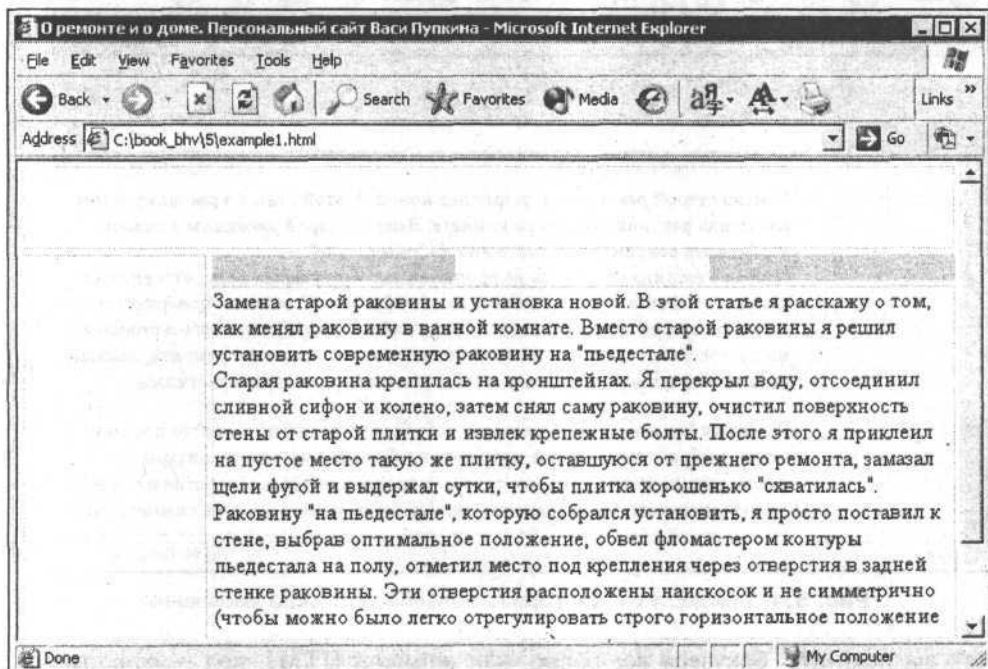 О ремонте и о доме. Персональный сайт Васи Пупкина - Microsoft Internet Explorer
File Edit View Favorites Tools Help
Back Search Favorites Media Links »
Address C:\book_bhv\5\example1.html Go
Замена старой раковины и установка новой. В этой статье я расскажу о том,
как менял раковину в ванной комнате. Вместо старой раковины я решил
установить современную раковину на "пьедестале".
Старая раковина крепилась на кронштейнах. Я перекрыл воду, отсоединил
сливной сифон и колено, затем снял саму раковину, очистил поверхность
стены от старой плитки и извлек крепежные болты. После этого я приклеил
на пустое место такую же плитку, оставшуюся от прежнего ремонта, замазал
щели фугой и выдержал сутки, чтобы плитка хорошенько "схватилась".
Раковину "на пьедестале", которую собрался установить, я просто поставил к
стене, выбрав оптимальное положение, обвел фломастером контуры
пьедестала на полу, отметил место под крепления через отверстия в задней
стенке раковины. Эти отверстия расположены наискосок и не симметрично
(чтобы можно было легко отрегулировать строго горизонтальное положение
Done My Computer